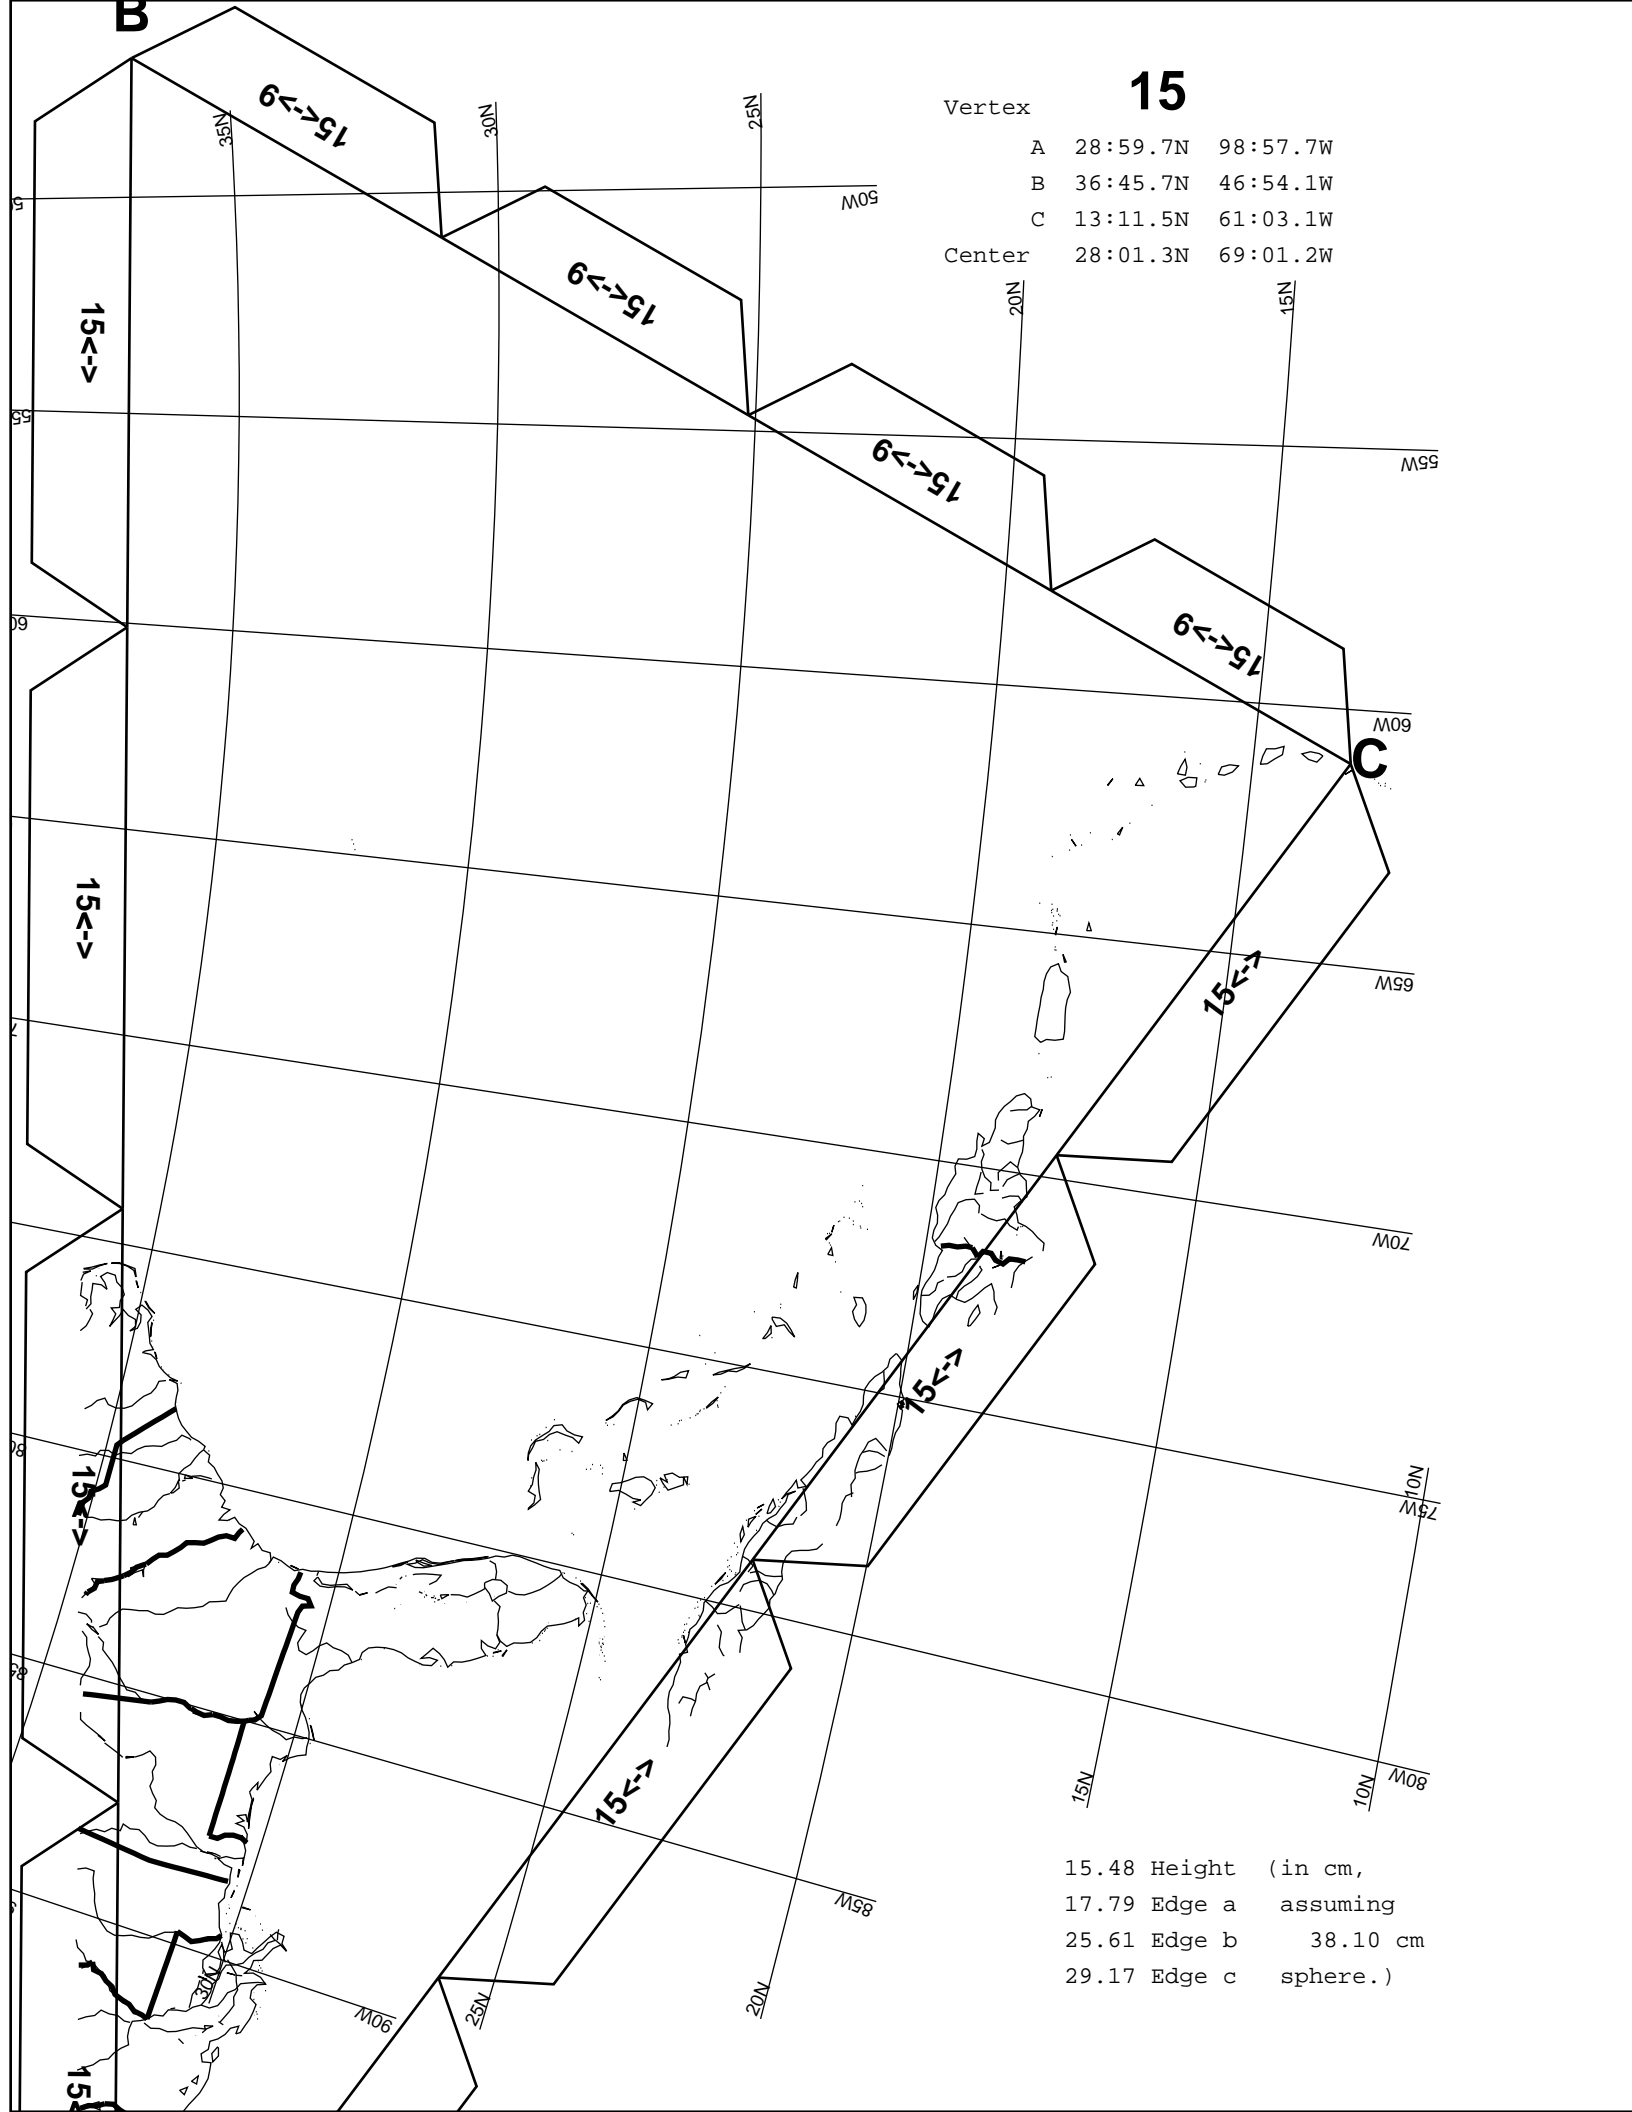 B
15
Vertex
A 28:59.7N 98:57.7W
B 36:45.7N 46:54.1W
C 13:11.5N 61:03.1W
Center 28:01.3N 69:01.2W
35N
30N
25N
15<->9
50W
20N
15N
15<->9
15<->
55
55W
15<->9
60
15<->9
60W
C
15<->
65W
15<->
70W
15<->
10N
75W
80
15<->
85
15<->
15N
10N
80W
15.48 Height (in cm,
17.79 Edge a assuming
25.61 Edge b 38.10 cm
29.17 Edge c sphere.)
85W
30N
90W
25N
20N